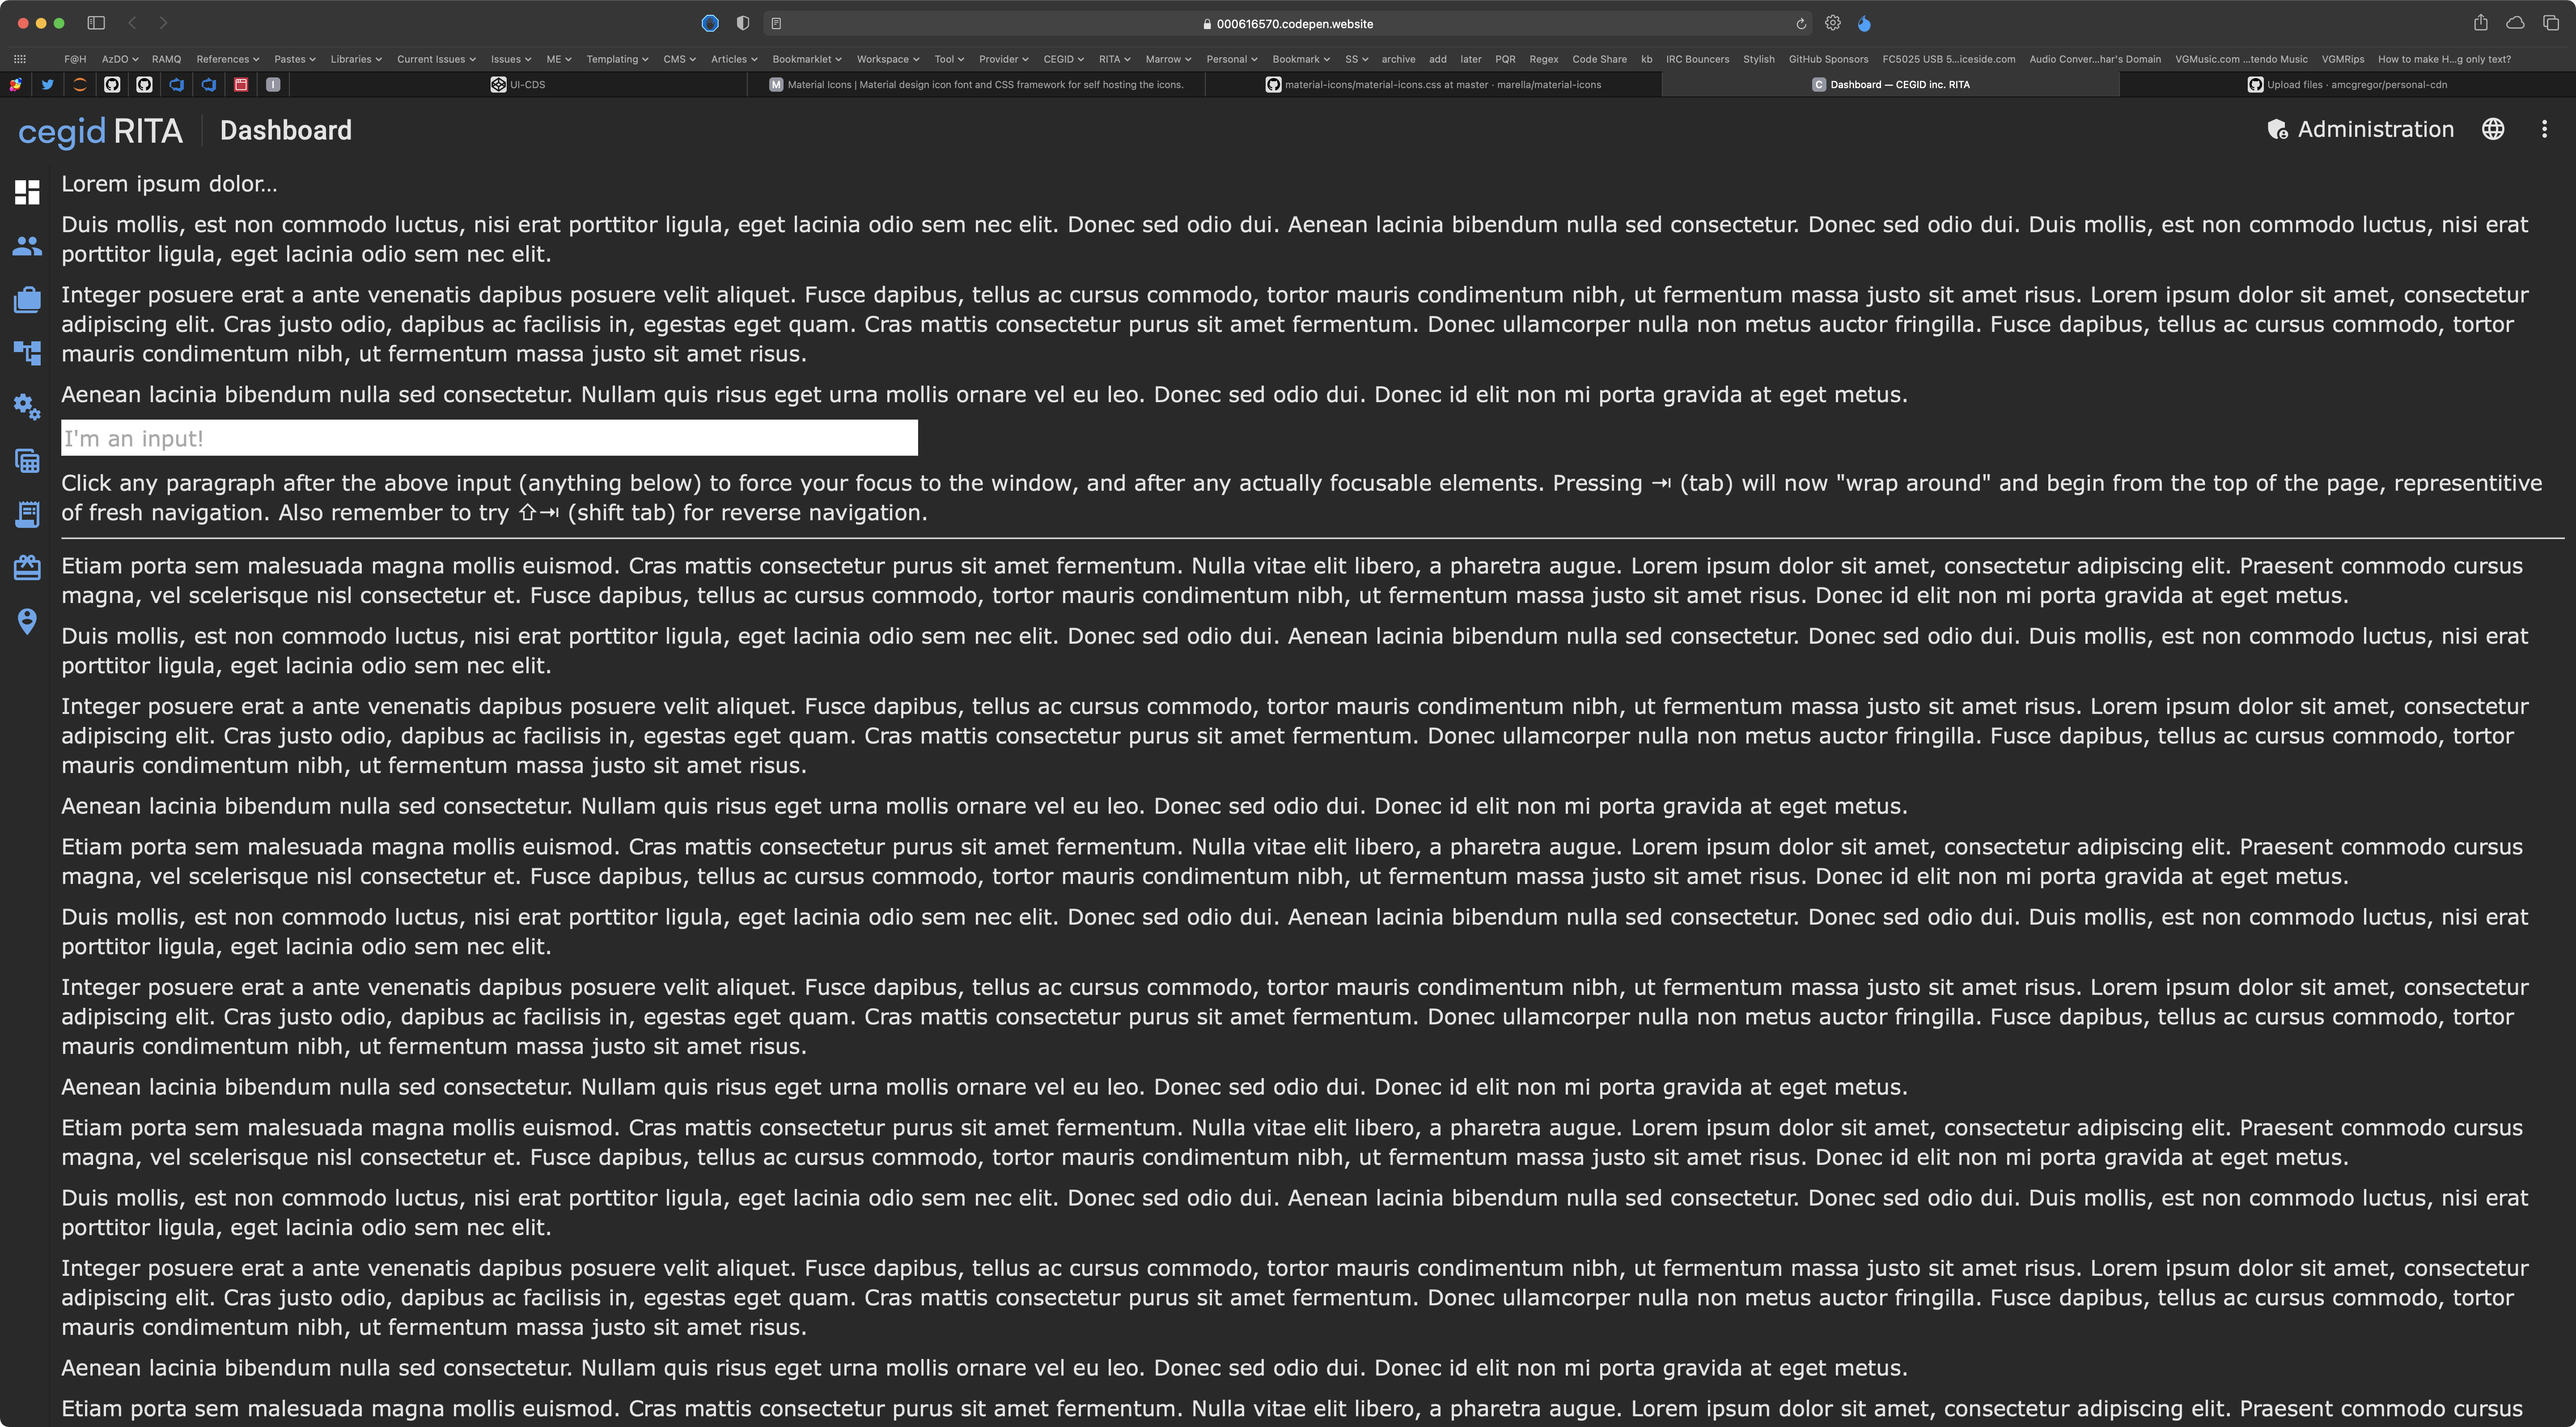 000616570.codepen.website
F@H AzDO RAMQ References Pastes Libraries Current Issues Issues ME Templating CMS Articles Bookmarklet Workspace Tool Provider CEGID RITA Marrow Personal Bookmark SS archive add later PQR Regex Code Share kb IRC Bouncers Stylish GitHub Sponsors FC5025 USB 5...iceside.com Audio Conver...har's Domain VGMusic.com ...tendo Music VGMRips How to make H...g only text?
I UI-CDS M Material Icons | Material design icon font and CSS framework for self hosting the icons. material-icons/material-icons.css at master · marella/material-icons C Dashboard — CEGID inc. RITA Upload files · amcgregor/personal-cdn
cegid RITA Dashboard Administration
Lorem ipsum dolor...
Duis mollis, est non commodo luctus, nisi erat porttitor ligula, eget lacinia odio sem nec elit. Donec sed odio dui. Aenean lacinia bibendum nulla sed consectetur. Donec sed odio dui. Duis mollis, est non commodo luctus, nisi erat
porttitor ligula, eget lacinia odio sem nec elit.
Integer posuere erat a ante venenatis dapibus posuere velit aliquet. Fusce dapibus, tellus ac cursus commodo, tortor mauris condimentum nibh, ut fermentum massa justo sit amet risus. Lorem ipsum dolor sit amet, consectetur
adipiscing elit. Cras justo odio, dapibus ac facilisis in, egestas eget quam. Cras mattis consectetur purus sit amet fermentum. Donec ullamcorper nulla non metus auctor fringilla. Fusce dapibus, tellus ac cursus commodo, tortor
mauris condimentum nibh, ut fermentum massa justo sit amet risus.
Aenean lacinia bibendum nulla sed consectetur. Nullam quis risus eget urna mollis ornare vel eu leo. Donec sed odio dui. Donec id elit non mi porta gravida at eget metus.
I'm an input!
Click any paragraph after the above input (anything below) to force your focus to the window, and after any actually focusable elements. Pressing ⇥ (tab) will now "wrap around" and begin from the top of the page, representitive
of fresh navigation. Also remember to try ⇧⇥ (shift tab) for reverse navigation.
Etiam porta sem malesuada magna mollis euismod. Cras mattis consectetur purus sit amet fermentum. Nulla vitae elit libero, a pharetra augue. Lorem ipsum dolor sit amet, consectetur adipiscing elit. Praesent commodo cursus
magna, vel scelerisque nisl consectetur et. Fusce dapibus, tellus ac cursus commodo, tortor mauris condimentum nibh, ut fermentum massa justo sit amet risus. Donec id elit non mi porta gravida at eget metus.
Duis mollis, est non commodo luctus, nisi erat porttitor ligula, eget lacinia odio sem nec elit. Donec sed odio dui. Aenean lacinia bibendum nulla sed consectetur. Donec sed odio dui. Duis mollis, est non commodo luctus, nisi erat
porttitor ligula, eget lacinia odio sem nec elit.
Integer posuere erat a ante venenatis dapibus posuere velit aliquet. Fusce dapibus, tellus ac cursus commodo, tortor mauris condimentum nibh, ut fermentum massa justo sit amet risus. Lorem ipsum dolor sit amet, consectetur
adipiscing elit. Cras justo odio, dapibus ac facilisis in, egestas eget quam. Cras mattis consectetur purus sit amet fermentum. Donec ullamcorper nulla non metus auctor fringilla. Fusce dapibus, tellus ac cursus commodo, tortor
mauris condimentum nibh, ut fermentum massa justo sit amet risus.
Aenean lacinia bibendum nulla sed consectetur. Nullam quis risus eget urna mollis ornare vel eu leo. Donec sed odio dui. Donec id elit non mi porta gravida at eget metus.
Etiam porta sem malesuada magna mollis euismod. Cras mattis consectetur purus sit amet fermentum. Nulla vitae elit libero, a pharetra augue. Lorem ipsum dolor sit amet, consectetur adipiscing elit. Praesent commodo cursus
magna, vel scelerisque nisl consectetur et. Fusce dapibus, tellus ac cursus commodo, tortor mauris condimentum nibh, ut fermentum massa justo sit amet risus. Donec id elit non mi porta gravida at eget metus.
Duis mollis, est non commodo luctus, nisi erat porttitor ligula, eget lacinia odio sem nec elit. Donec sed odio dui. Aenean lacinia bibendum nulla sed consectetur. Donec sed odio dui. Duis mollis, est non commodo luctus, nisi erat
porttitor ligula, eget lacinia odio sem nec elit.
Integer posuere erat a ante venenatis dapibus posuere velit aliquet. Fusce dapibus, tellus ac cursus commodo, tortor mauris condimentum nibh, ut fermentum massa justo sit amet risus. Lorem ipsum dolor sit amet, consectetur
adipiscing elit. Cras justo odio, dapibus ac facilisis in, egestas eget quam. Cras mattis consectetur purus sit amet fermentum. Donec ullamcorper nulla non metus auctor fringilla. Fusce dapibus, tellus ac cursus commodo, tortor
mauris condimentum nibh, ut fermentum massa justo sit amet risus.
Aenean lacinia bibendum nulla sed consectetur. Nullam quis risus eget urna mollis ornare vel eu leo. Donec sed odio dui. Donec id elit non mi porta gravida at eget metus.
Etiam porta sem malesuada magna mollis euismod. Cras mattis consectetur purus sit amet fermentum. Nulla vitae elit libero, a pharetra augue. Lorem ipsum dolor sit amet, consectetur adipiscing elit. Praesent commodo cursus
magna, vel scelerisque nisl consectetur et. Fusce dapibus, tellus ac cursus commodo, tortor mauris condimentum nibh, ut fermentum massa justo sit amet risus. Donec id elit non mi porta gravida at eget metus.
Duis mollis, est non commodo luctus, nisi erat porttitor ligula, eget lacinia odio sem nec elit. Donec sed odio dui. Aenean lacinia bibendum nulla sed consectetur. Donec sed odio dui. Duis mollis, est non commodo luctus, nisi erat
porttitor ligula, eget lacinia odio sem nec elit.
Integer posuere erat a ante venenatis dapibus posuere velit aliquet. Fusce dapibus, tellus ac cursus commodo, tortor mauris condimentum nibh, ut fermentum massa justo sit amet risus. Lorem ipsum dolor sit amet, consectetur
adipiscing elit. Cras justo odio, dapibus ac facilisis in, egestas eget quam. Cras mattis consectetur purus sit amet fermentum. Donec ullamcorper nulla non metus auctor fringilla. Fusce dapibus, tellus ac cursus commodo, tortor
mauris condimentum nibh, ut fermentum massa justo sit amet risus.
Aenean lacinia bibendum nulla sed consectetur. Nullam quis risus eget urna mollis ornare vel eu leo. Donec sed odio dui. Donec id elit non mi porta gravida at eget metus.
Etiam porta sem malesuada magna mollis euismod. Cras mattis consectetur purus sit amet fermentum. Nulla vitae elit libero, a pharetra augue. Lorem ipsum dolor sit amet, consectetur adipiscing elit. Praesent commodo cursus